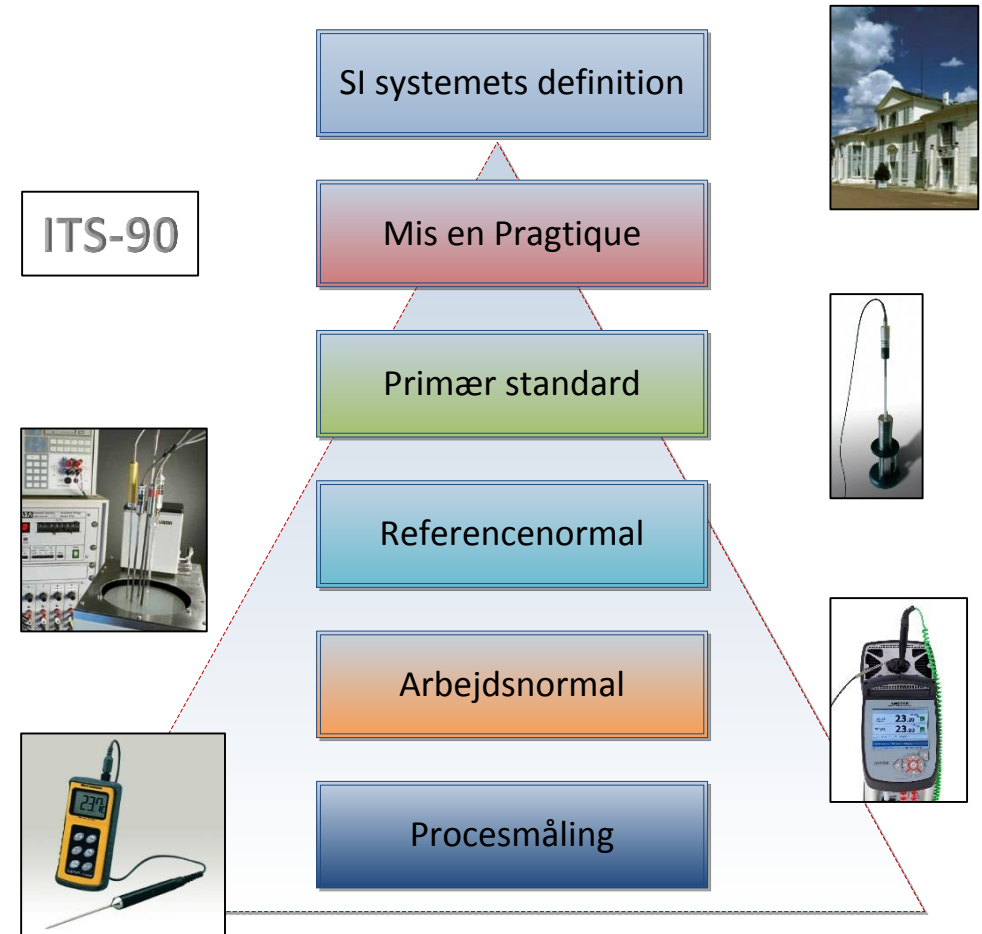 SI systemets definition
ITS-90
Mis en Pragtique
Primær standard
Referencenormal
Arbejdsnormal
Procesmåling